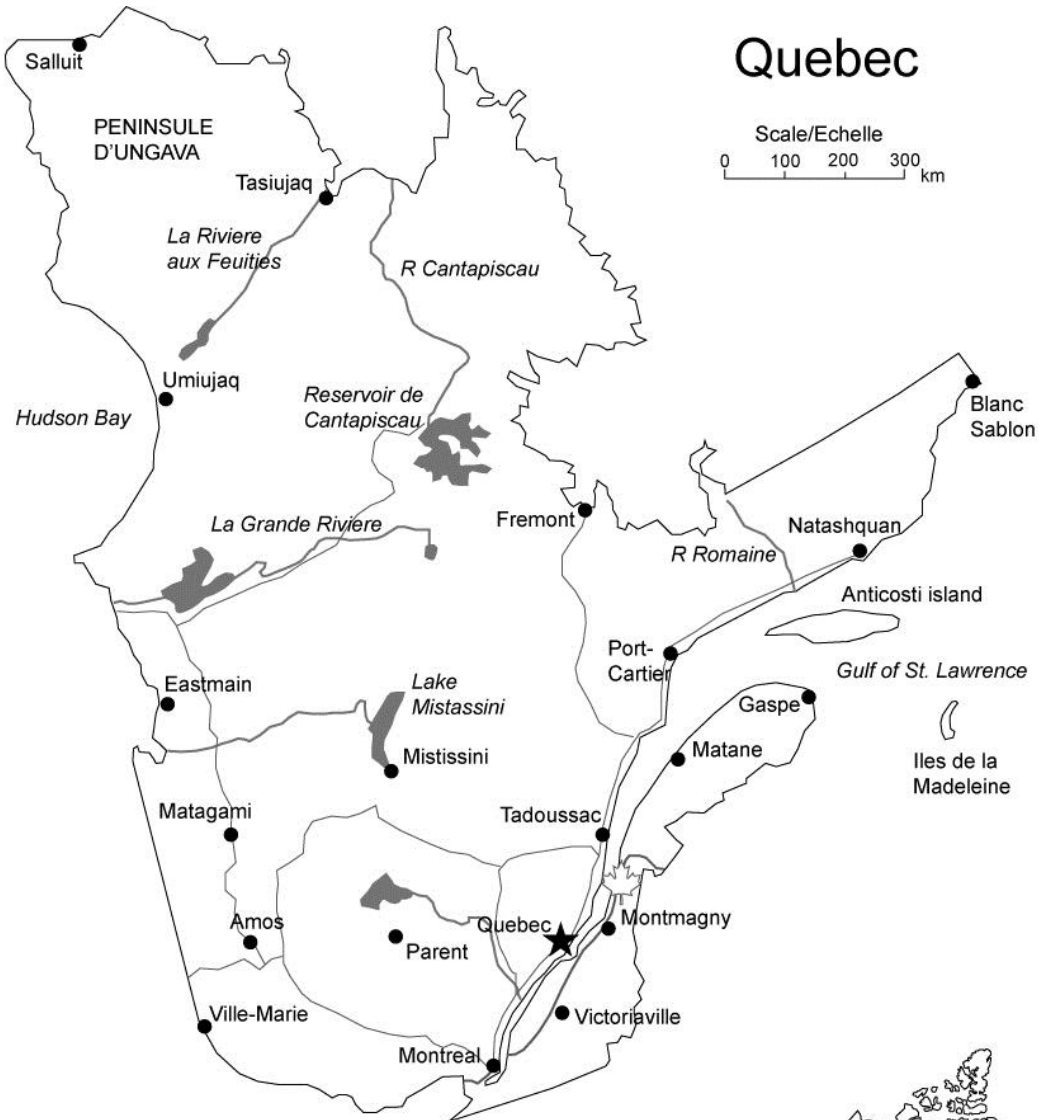 Quebec
Scale/Echelle
0 100 200 300
km
Salluit
PENINSULE
D'UNGAVA
Tasiujaq
La Riviere
aux Feuities
R Cantapiscau
Umiujaq
Hudson Bay
Reservoir de
Cantapiscau
Blanc
Sablon
La Grande Riviere
Fremont
Natashquan
R Romaine
Anticosti island
Port-
Cartier
Gulf of St. Lawrence
Eastmain
Lake
Mistassini
Gaspe
Matane
Mistissini
Iles de la
Madeleine
Matagami
Tadoussac
Amos
Quebec
Montmagny
Parent
Ville-Marie
Victoriaville
Montreal